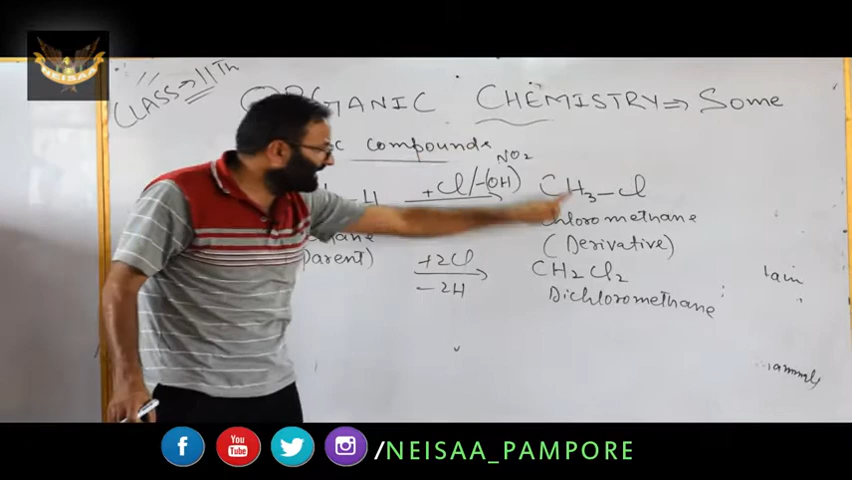 NEISAA
CLASS → 11Th
ORGANIC CHEMISTRY ⇒ Some
compounds
NO2
H +Cl/-(OH) CH3-Cl
chloromethane
parent) (Derivative)
+2Cl CH2Cl2
-2H Dichloromethane
/NEISAA_PAMPORE